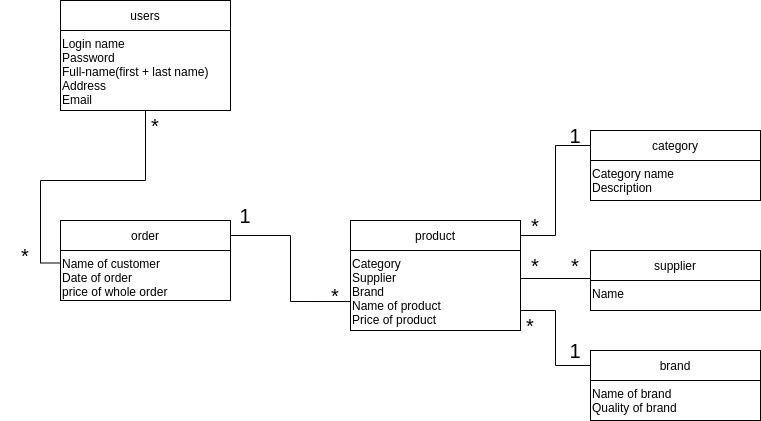 users
Login name
Password
Full-name(first + last name)
Address
Email
*
*
order
Name of customer
Date of order
price of whole order
1
*
product
Category
Supplier
Brand
Name of product
Price of product
*
1
category
Category name
Description
*
*
supplier
Name
*
1
brand
Name of brand
Quality of brand